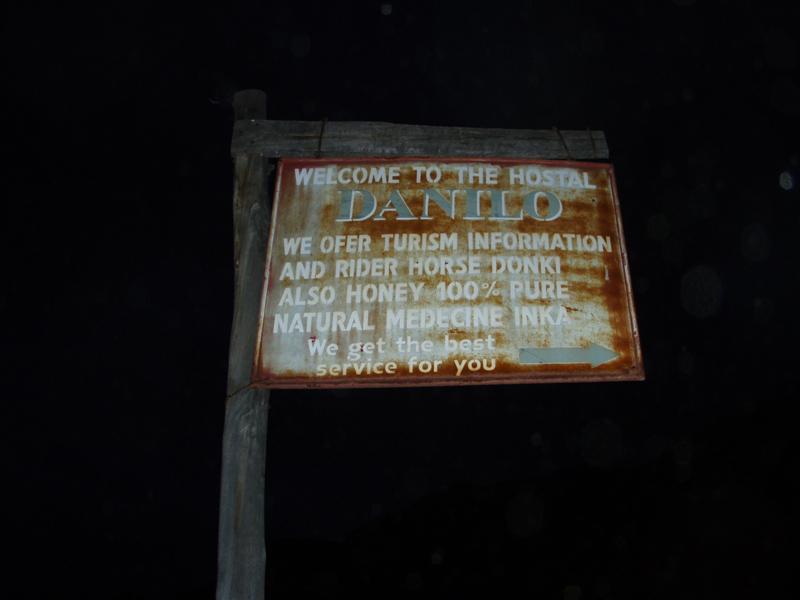 WELCOME TO THE HOSTAL
DANILO
WE OFER TURISM INFORMATION
AND RIDER HORSE DONKI
ALSO HONEY 100% PURE
NATURAL MEDECINE INKA
We get the best
service for you